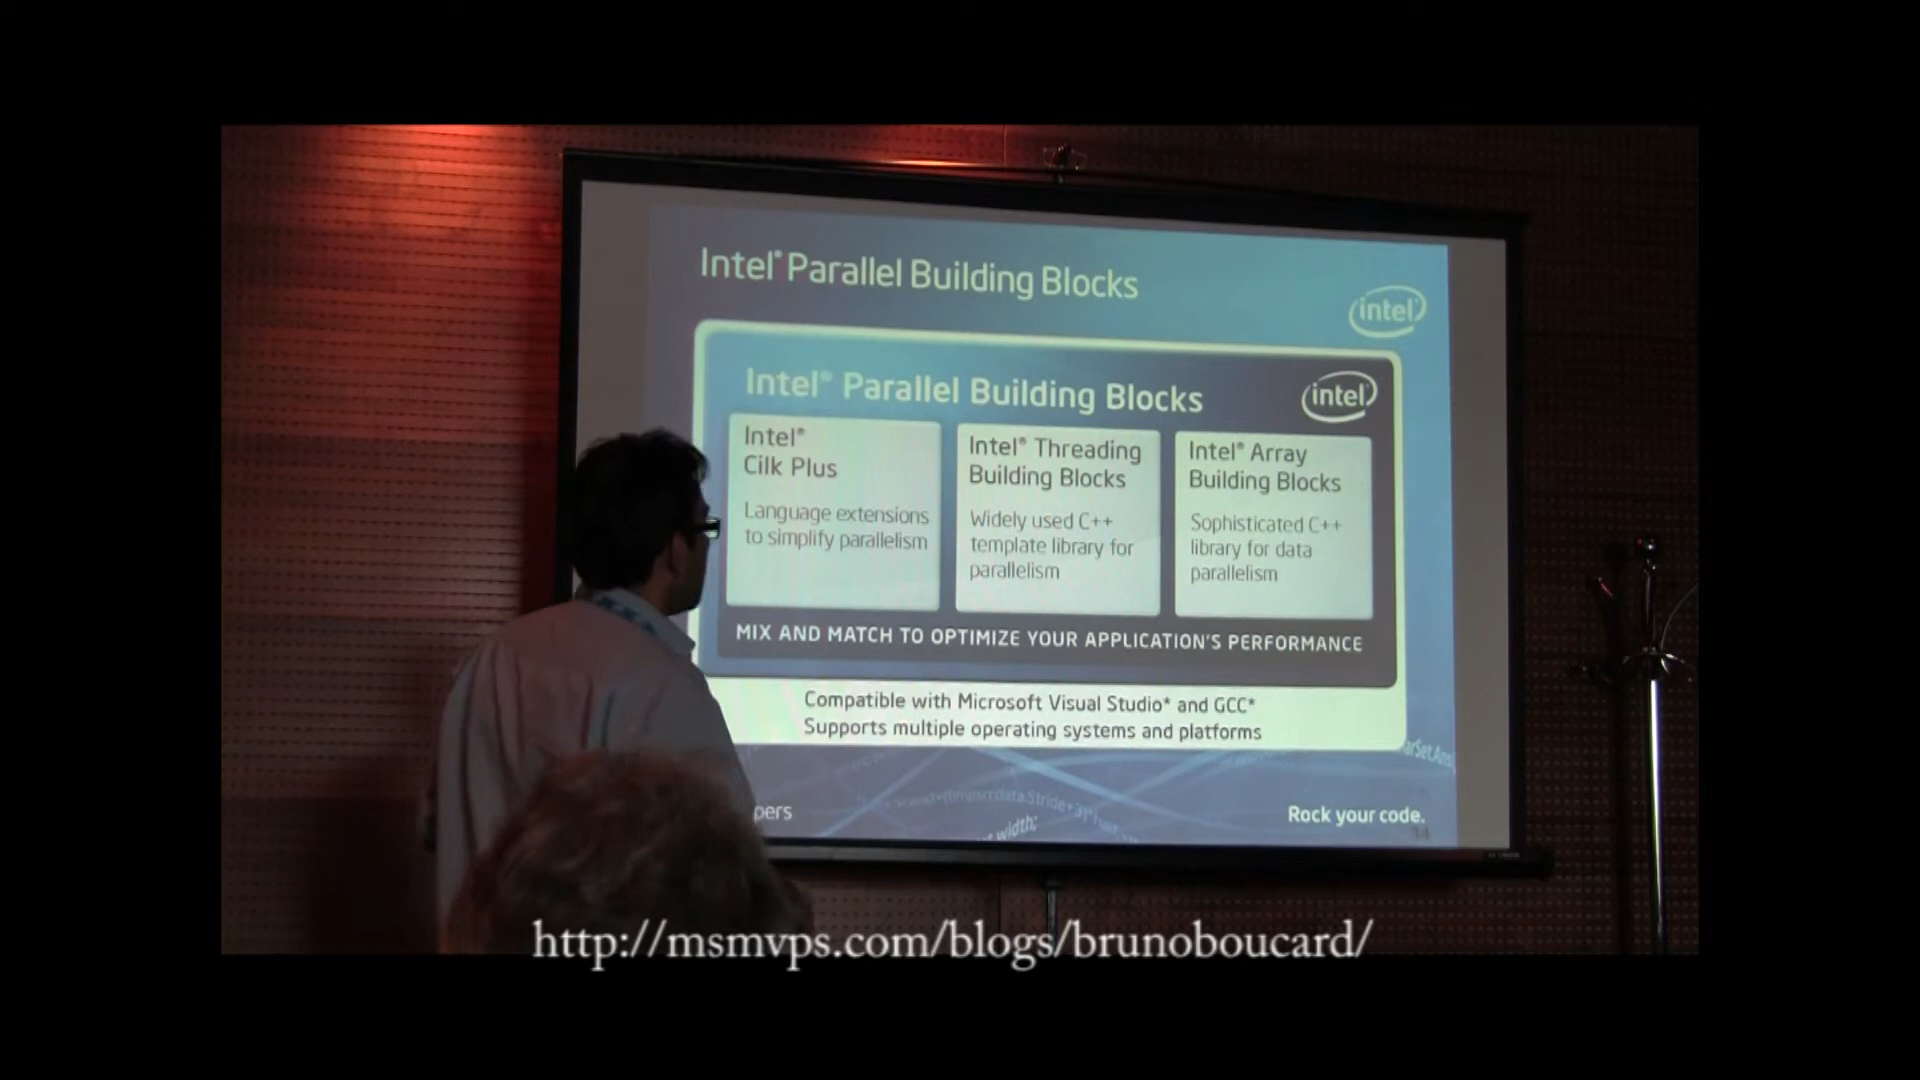 Intel® Parallel Building Blocks
intel
Intel® Parallel Building Blocks
intel
Intel®
Cilk Plus
Language extensions
to simplify parallelism
Intel® Threading
Building Blocks
Widely used C++
template library for
parallelism
Intel® Array
Building Blocks
Sophisticated C++
library for data
parallelism
MIX AND MATCH TO OPTIMIZE YOUR APPLICATION'S PERFORMANCE
Compatible with Microsoft Visual Studio* and GCC*
Supports multiple operating systems and platforms
pers
Rock your code.
34
width;
http://msmvps.com/blogs/brunoboucard/